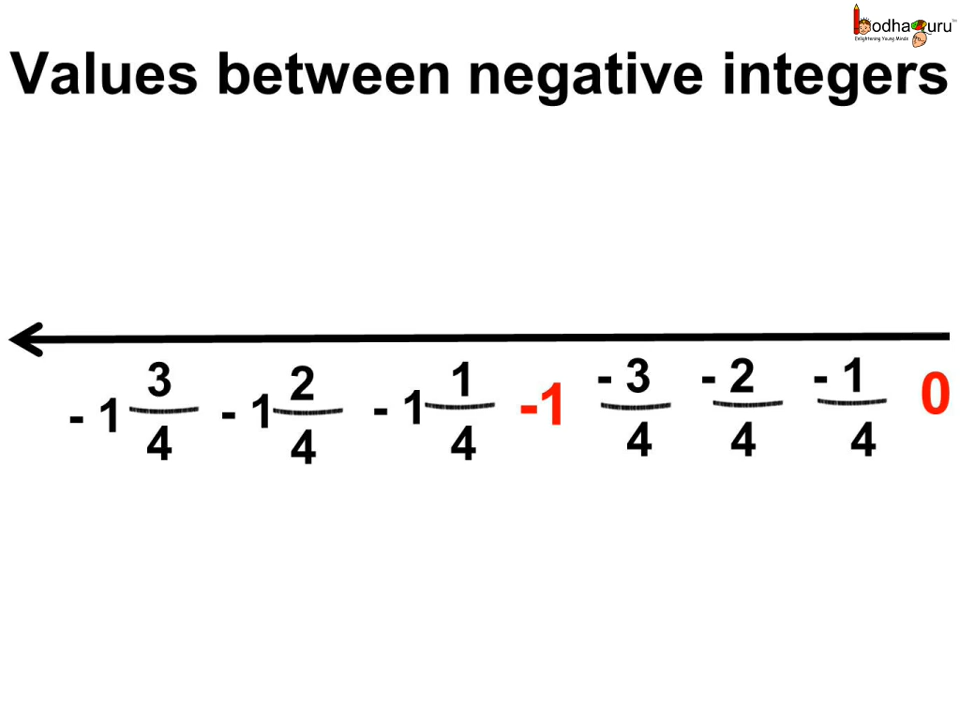 bodhaguru™
Enlightening Young Minds
Values between negative integers
- 1 3/4 - 1 2/4 - 1 1/4 -1 - 3/4 - 2/4 - 1/4 0